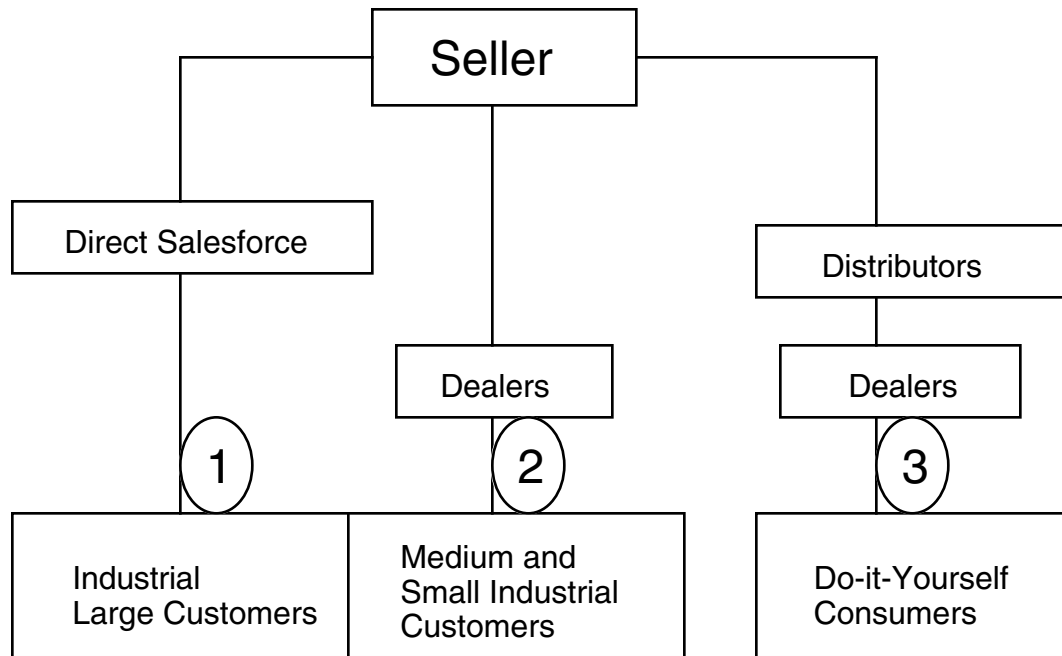 Seller
Direct Salesforce
Distributors
Dealers
Dealers
1
2
3
Industrial
Large Customers
Medium and
Small Industrial
Customers
Do-it-Yourself
Consumers